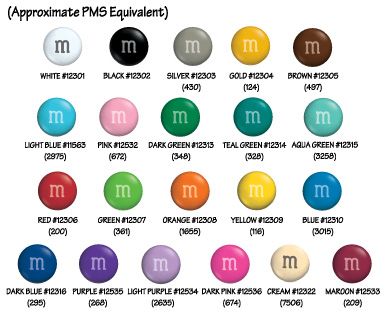 (Approximate PMS Equivalent)
m m m m m
WHITE #12301 BLACK #12302 SILVER #12303 GOLD #12304 BROWN #12305
(430) (124) (497)
m m m m m
LIGHT BLUE #11563 PINK #12532 DARK GREEN #12313 TEAL GREEN #12314 AQUA GREEN #12315
(2975) (672) (348) (328) (3258)
m m m m m
RED #12306 GREEN #12307 ORANGE #12308 YELLOW #12309 BLUE #12310
(200) (361) (1655) (116) (3015)
m m m m m m
DARK BLUE #12316 PURPLE #12535 LIGHT PURPLE #12534 DARK PINK #12536 CREAM #12322 MAROON #12533
(295) (268) (2635) (674) (7506) (209)